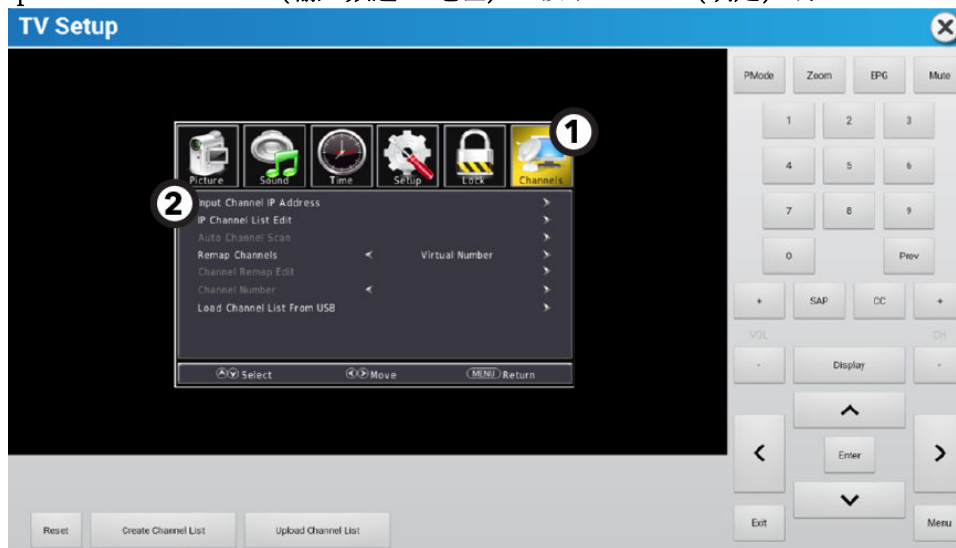 TV Setup
PMode Zoom EPG Mute
1 2 3
4 5 6
7 8 9
0 Prev
+ SAP CC +
VOL CH
- Display -
Enter
Exit Menu
1
Picture Sound Time Setup Lock Channels
2
nput Channel IP Address
IP Channel List Edit
Auto Channel Scan
Remap Channels Virtual Number
Channel Remap Edit
Channel Number
Load Channel List From USB
Select Move MENU Return
Reset Create Channel List Upload Channel List